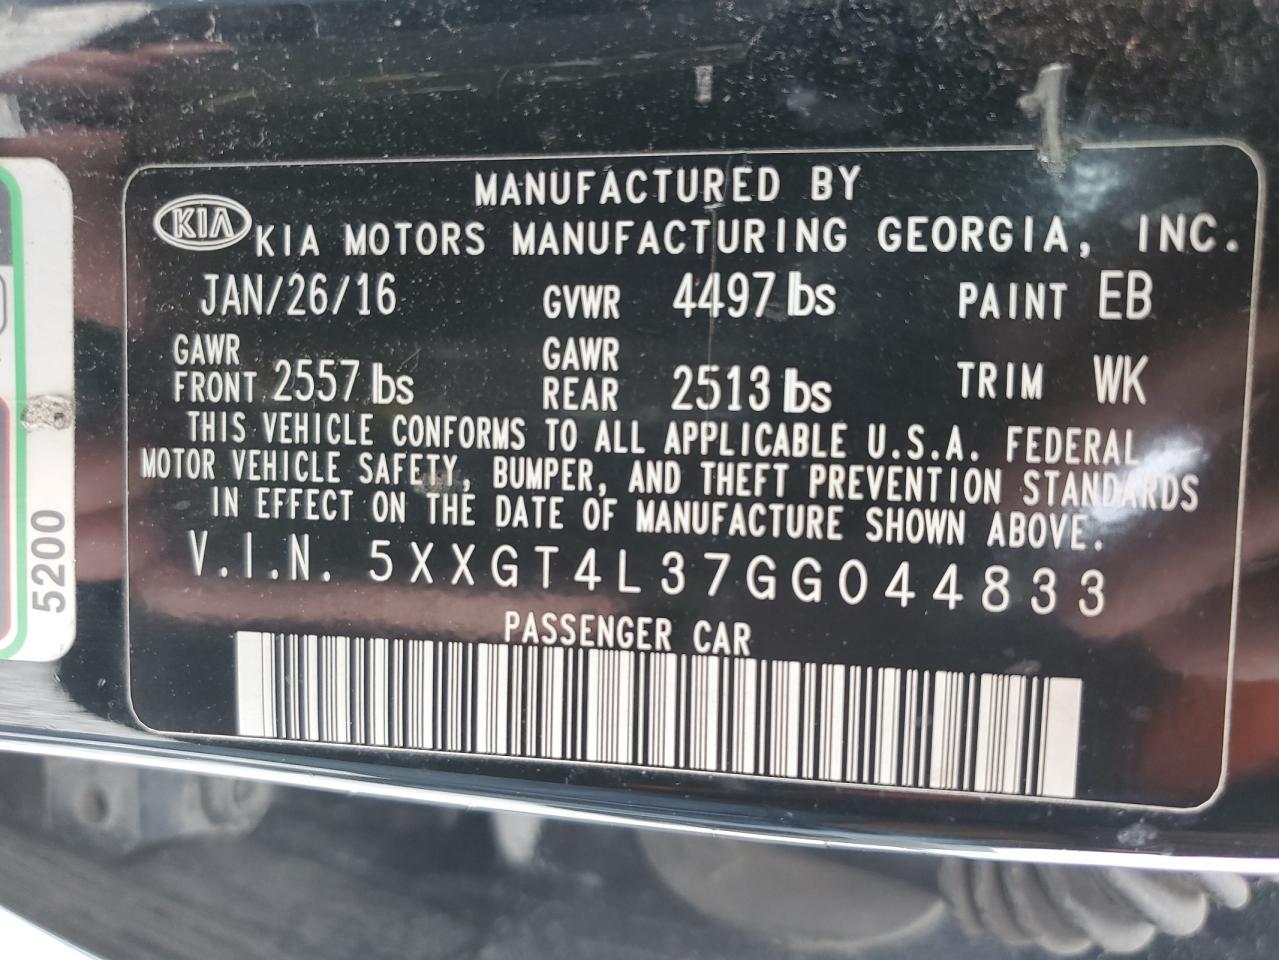 MANUFACTURED BY
KIA KIA MOTORS MANUFACTURING GEORGIA, INC.
JAN/26/16 GVWR 4497 lbs PAINT EB
GAWR FRONT 2557 lbs GAWR REAR 2513 lbs TRIM WK
THIS VEHICLE CONFORMS TO ALL APPLICABLE U.S.A. FEDERAL
MOTOR VEHICLE SAFETY, BUMPER, AND THEFT PREVENTION STANDARDS
IN EFFECT ON THE DATE OF MANUFACTURE SHOWN ABOVE.
V.I.N. 5XXGT4L37GG044833
PASSENGER CAR
5200